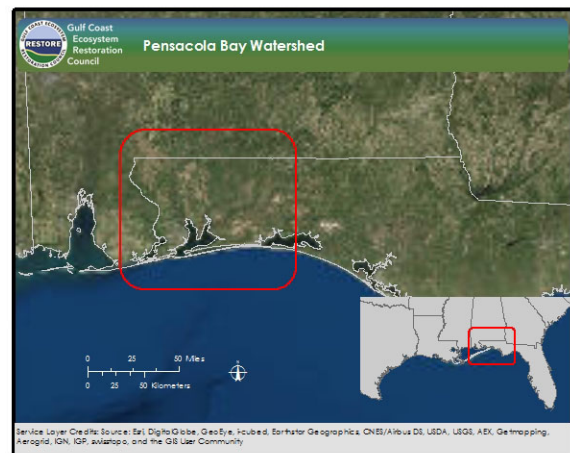 RESTORE
Gulf Coast
Ecosystem
Restoration
Council
Pensacola Bay Watershed
0 25 50 Miles
0 25 50 Kilometers
Service Layer Credits: Source: Esri, DigitalGlobe, GeoEye, i-cubed, Earthstar Geographics, CNES/Airbus DS, USDA, USGS, AEX, Getmapping,
Aerogrid, IGN, IGP, swisstopo, and the GIS User Community